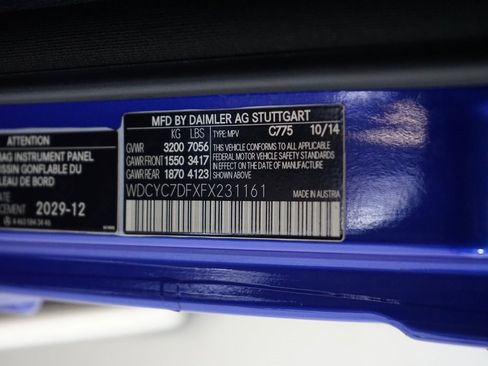 ATTENTION
BAG INSTRUMENT PANEL
ISSIN GONFLABLE DU
LEAU DE BORD
CEMENT 2029-12
MFD BY DAIMLER AG STUTTGART
KG LBS TYPE: MPV C775 10/14
GVWR 3200 7056
GAWR FRONT 1550 3417
GAWR REAR 1870 4123
THIS VEHICLE CONFORMS TO ALL APPLICABLE
FEDERAL MOTOR VEHICLE SAFETY STANDARDS
IN EFFECT ON THE DATE OF MANUFACTURE
WDCYC7DFXFX231161
MADE IN AUSTRIA